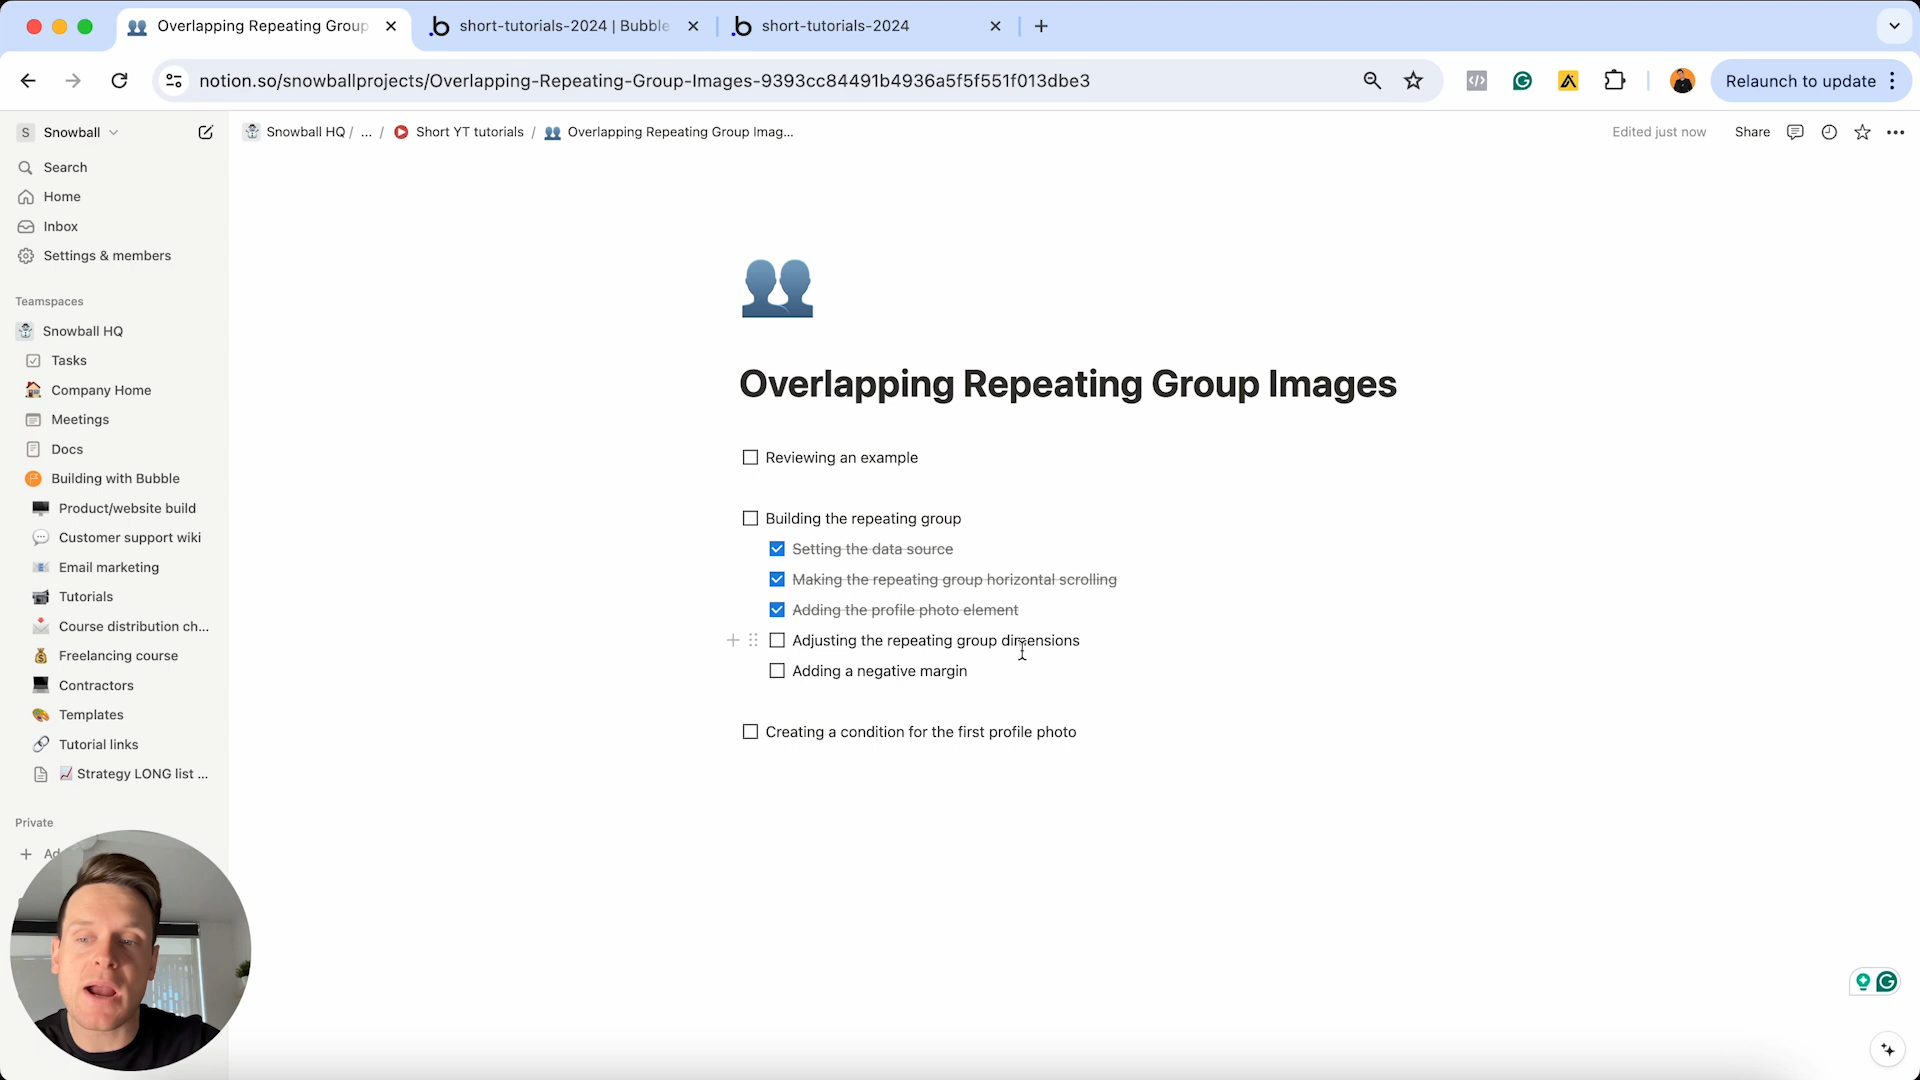 Overlapping Repeating Group
short-tutorials-2024 | Bubble
short-tutorials-2024
notion.so/snowballprojects/Overlapping-Repeating-Group-Images-9393cc84491b4936a5f5f551f013dbe3
Relaunch to update
S Snowball
Snowball HQ / ... / Short YT tutorials / Overlapping Repeating Group Imag...
Edited just now
Share
Search
Home
Inbox
Settings & members
Teamspaces
Snowball HQ
Tasks
Company Home
Meetings
Docs
Building with Bubble
Product/website build
Customer support wiki
Email marketing
Tutorials
Course distribution ch...
Freelancing course
Contractors
Templates
Tutorial links
Strategy LONG list ...
Private
Overlapping Repeating Group Images
Reviewing an example
Building the repeating group
Setting the data source
Making the repeating group horizontal scrolling
Adding the profile photo element
Adjusting the repeating group dimensions
Adding a negative margin
Creating a condition for the first profile photo